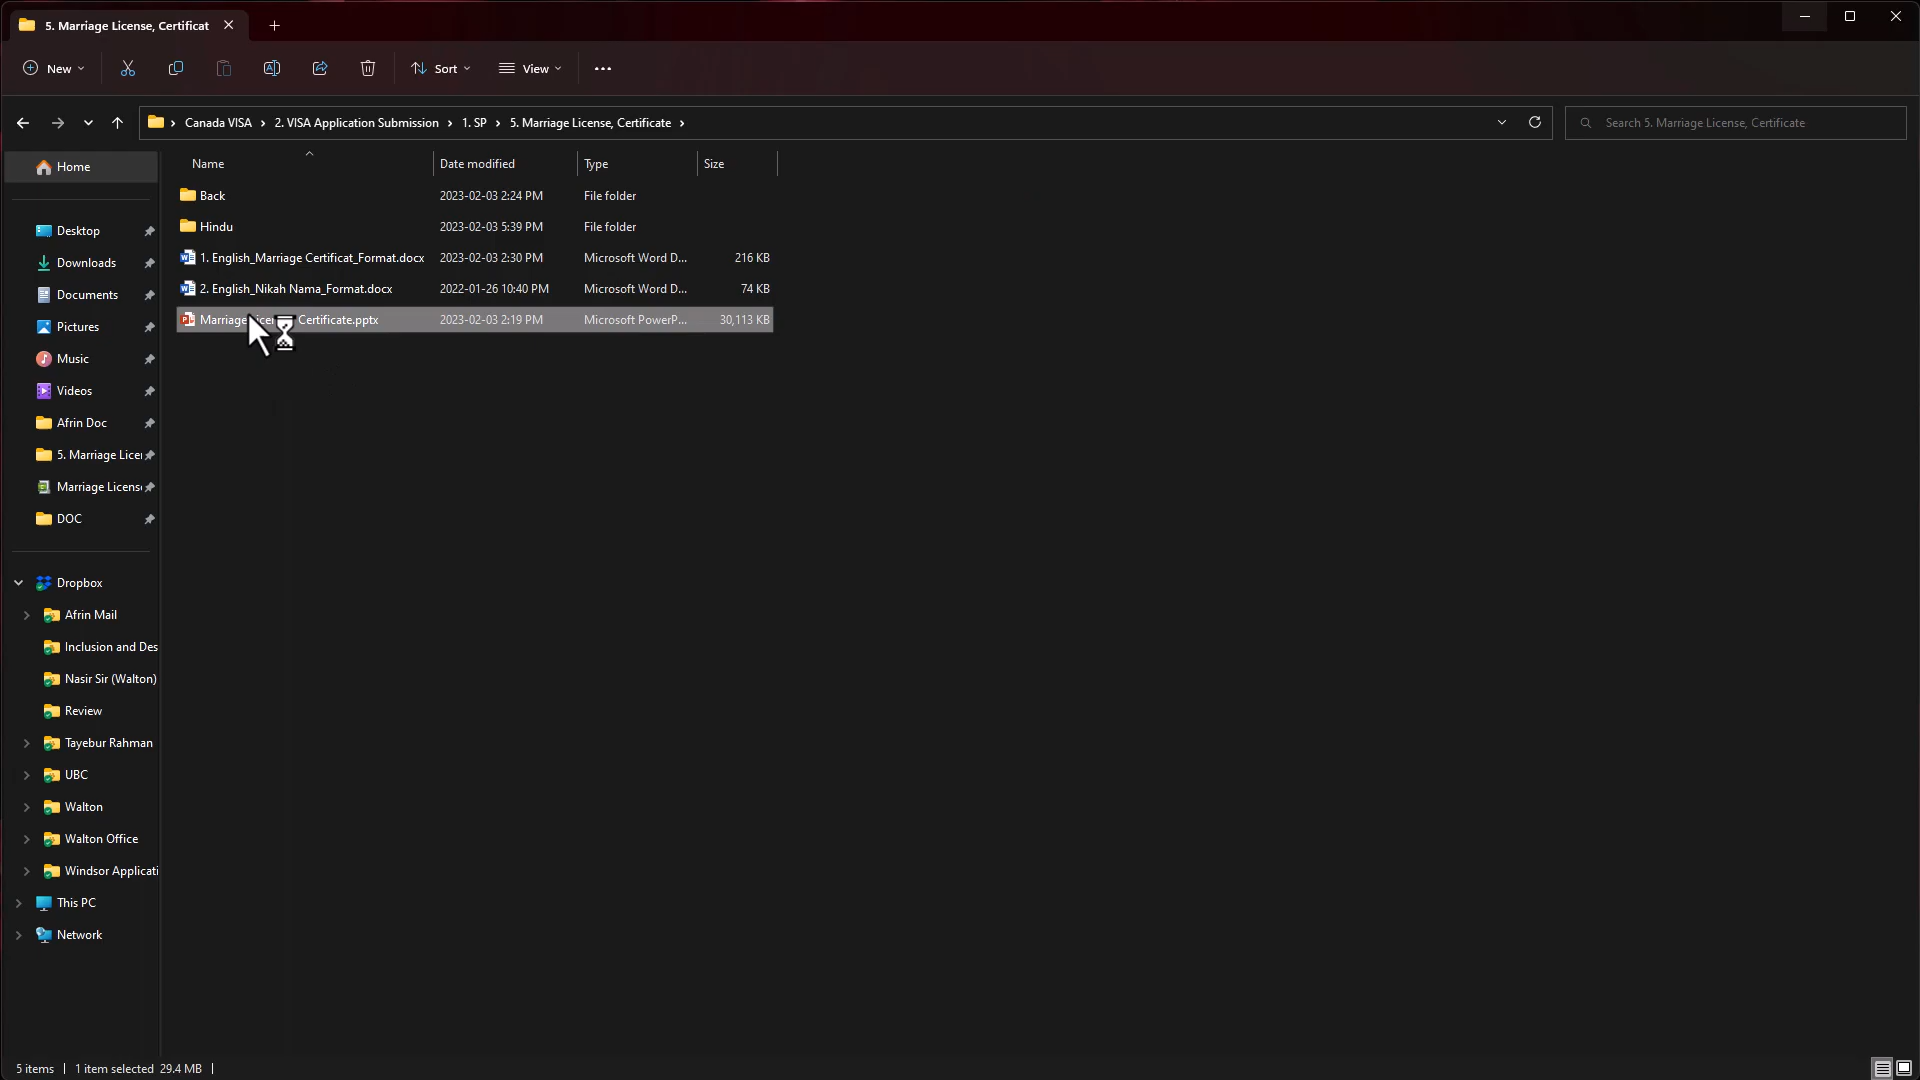 5. Marriage License, Certificat
New
Sort
View
Canada VISA > 2. VISA Application Submission > 1. SP > 5. Marriage License, Certificate >
Search 5. Marriage License, Certificate
Name Date modified Type Size
Back 2023-02-03 2:24 PM File folder
Hindu 2023-02-03 5:39 PM File folder
1. English_Marriage Certificat_Format.docx 2023-02-03 2:30 PM Microsoft Word D... 216 KB
2. English_Nikah Nama_Format.docx 2022-01-26 10:40 PM Microsoft Word D... 74 KB
Marriage Certificate.pptx 2023-02-03 2:19 PM Microsoft PowerP... 30,113 KB
Home
Desktop
Downloads
Documents
Pictures
Music
Videos
Afrin Doc
5. Marriage Lice
Marriage Licens
DOC
Dropbox
Afrin Mail
Inclusion and Des
Nasir Sir (Walton)
Review
Tayebur Rahman
UBC
Walton
Walton Office
Windsor Applicati
This PC
Network
5 items | 1 item selected 29.4 MB |